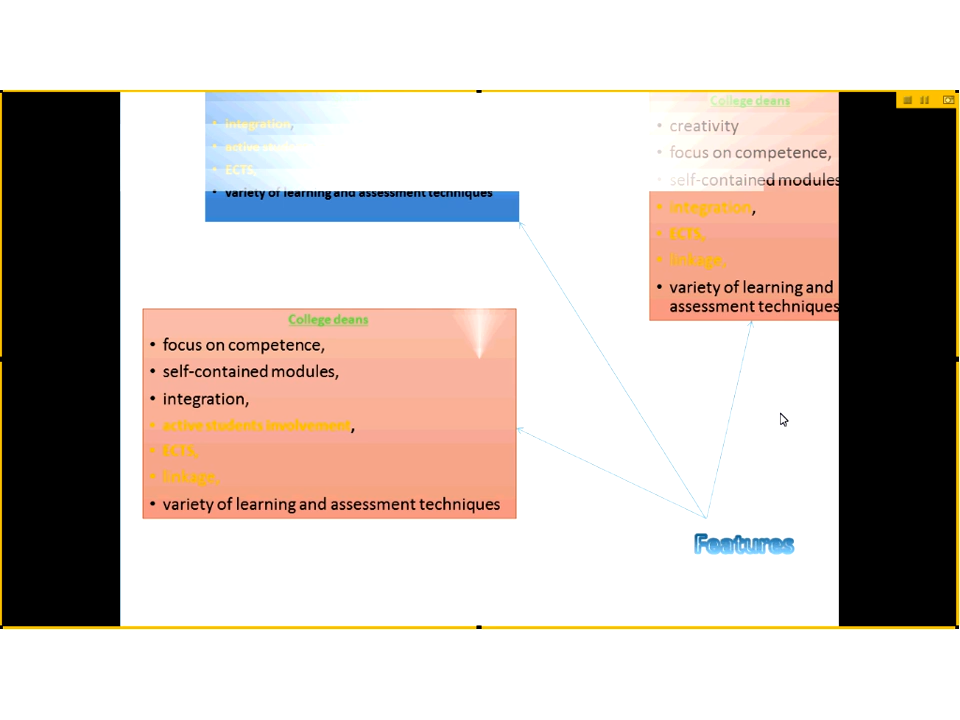 integration,
active
ECTS,
variety of learning and assessment techniques
College deans
• creativity
• focus on competence,
• self-contained modules
• integration,
• ECTS,
• linkage,
• variety of learning and
assessment techniques
College deans
• focus on competence,
• self-contained modules,
• integration,
• active students involvement,
• ECTS,
• linkage,
• variety of learning and assessment techniques
Features